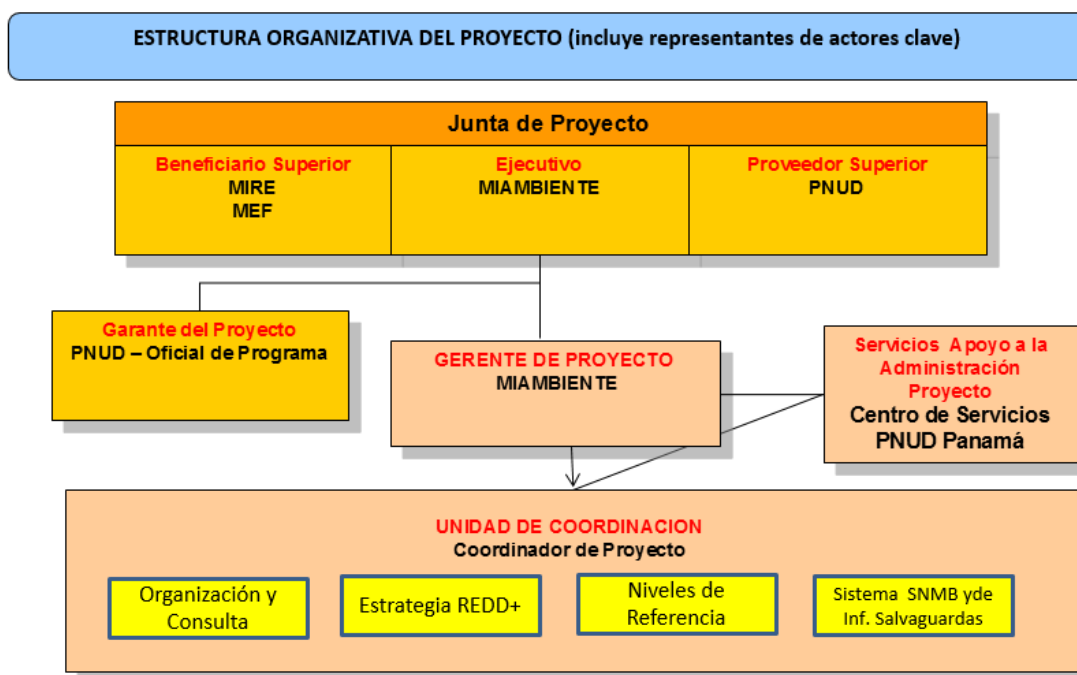 ESTRUCTURA ORGANIZATIVA DEL PROYECTO (incluye representantes de actores clave)
Junta de Proyecto
Beneficiario Superior
MIRE
MEF
Ejecutivo
MIAMBIENTE
Proveedor Superior
PNUD
Garante del Proyecto
PNUD – Oficial de Programa
GERENTE DE PROYECTO
MIAMBIENTE
Servicios Apoyo a la
Administración
Proyecto
Centro de Servicios
PNUD Panamá
UNIDAD DE COORDINACION
Coordinador de Proyecto
Organización y
Consulta
Estrategia REDD+
Niveles de
Referencia
Sistema SNMB yde
Inf. Salvaguardas